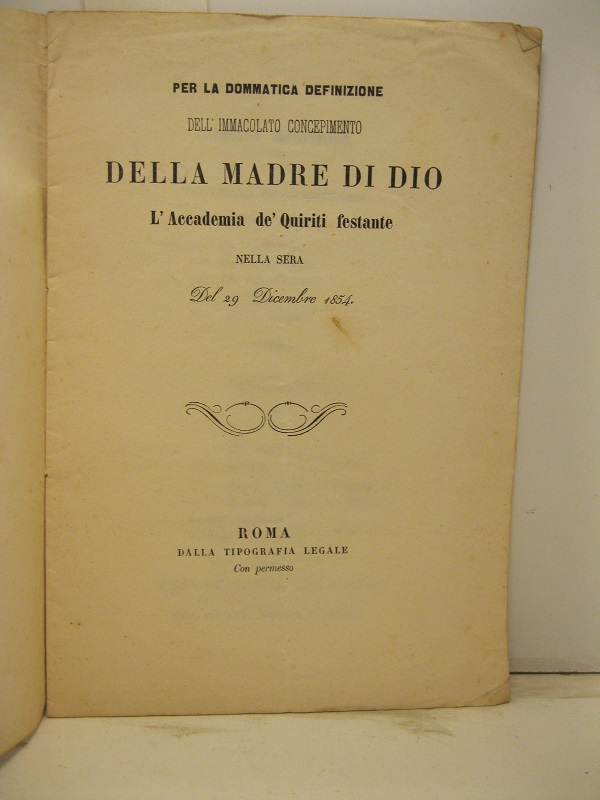 PER LA DOMMATICA DEFINIZIONE
DELL' IMMACOLATO CONCEPIMENTO
DELLA MADRE DI DIO
L' Accademia de' Quiriti festante
NELLA SERA
Del 29 Dicembre 1854.
ROMA
DALLA TIPOGRAFIA LEGALE
Con permesso